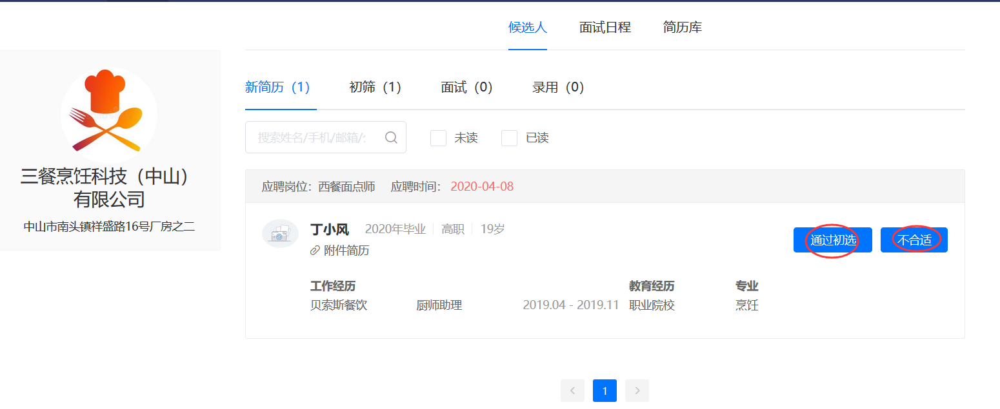 候选人 面试日程 简历库
三餐烹饪科技（中山）
有限公司
中山市南头镇祥盛路16号厂房之二
新简历（1） 初筛（1） 面试（0） 录用（0）
搜索姓名/手机/邮箱/
未读 已读
应聘岗位：西餐面点师 应聘时间： 2020-04-08
丁小风 2020年毕业 高职 19岁
附件简历
通过初选 不合适
工作经历 教育经历 专业
贝索斯餐饮 厨师助理 2019.04 - 2019.11 职业院校 烹饪
1